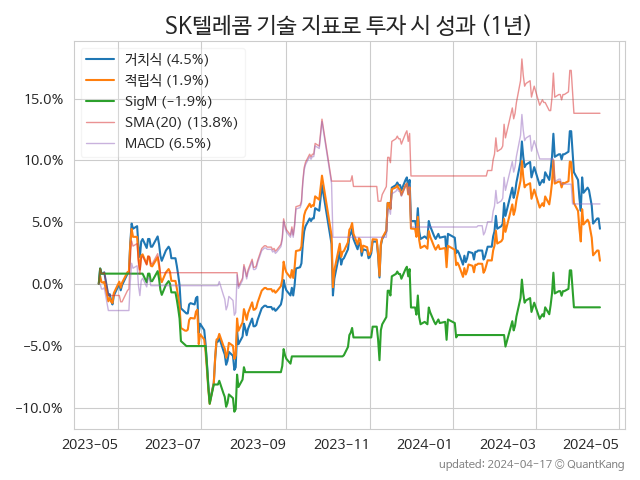 SK텔레콤 기술 지표로 투자 시 성과 (1년)
거치식 (4.5%)
적립식 (1.9%)
SigM (−1.9%)
SMA(20) (13.8%)
MACD (6.5%)
15.0%
10.0%
5.0%
0.0%
−5.0%
−10.0%
2023-05 2023-07 2023-09 2023-11 2024-01 2024-03 2024-05
updated: 2024-04-17 © QuantKang